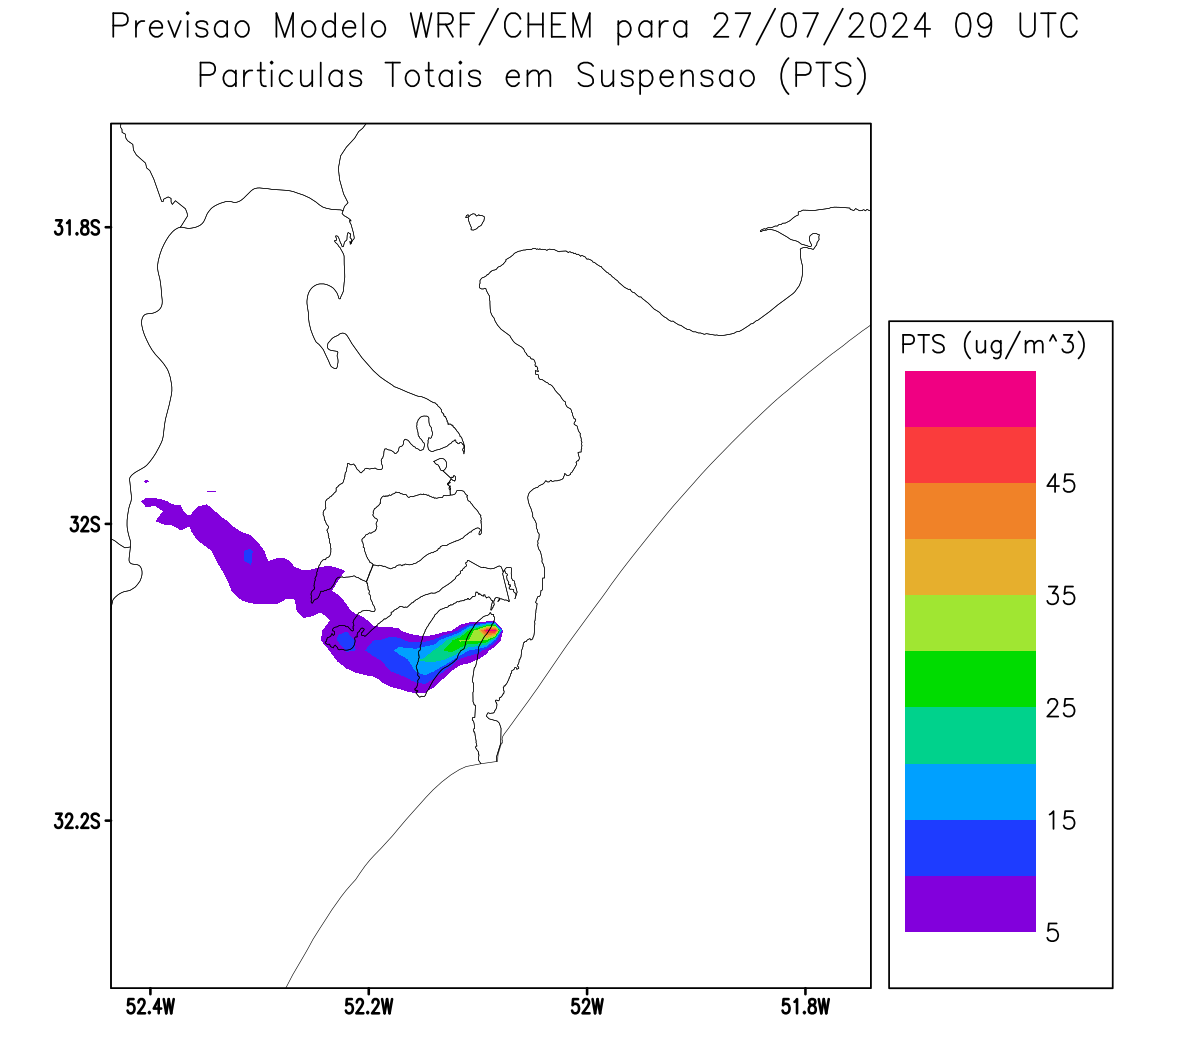 Previsao Modelo WRF/CHEM para 27/07/2024 09 UTC
Particulas Totais em Suspensao (PTS)
31.8S
32S
32.2S
52.4W
52.2W
52W
51.8W
PTS (ug/m^3)
45
35
25
15
5